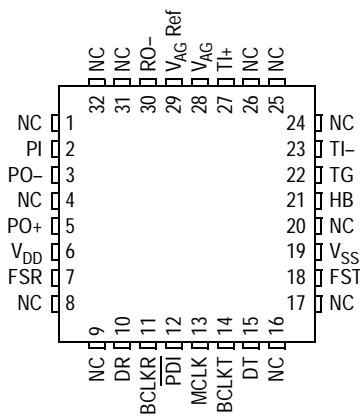 NC
NC
RO–
VAG Ref
VAG
TI+
NC
NC
32 31 30 29 28 27 26 25
NC 1
PI 2
PO– 3
NC 4
PO+ 5
VDD 6
FSR 7
NC 8
24 NC
23 TI–
22 TG
21 HB
20 NC
19 VSS
18 FST
17 NC
9 10 11 12 13 14 15 16
NC
DR
BCLKR
PDI
MCLK
BCLKT
DT
NC